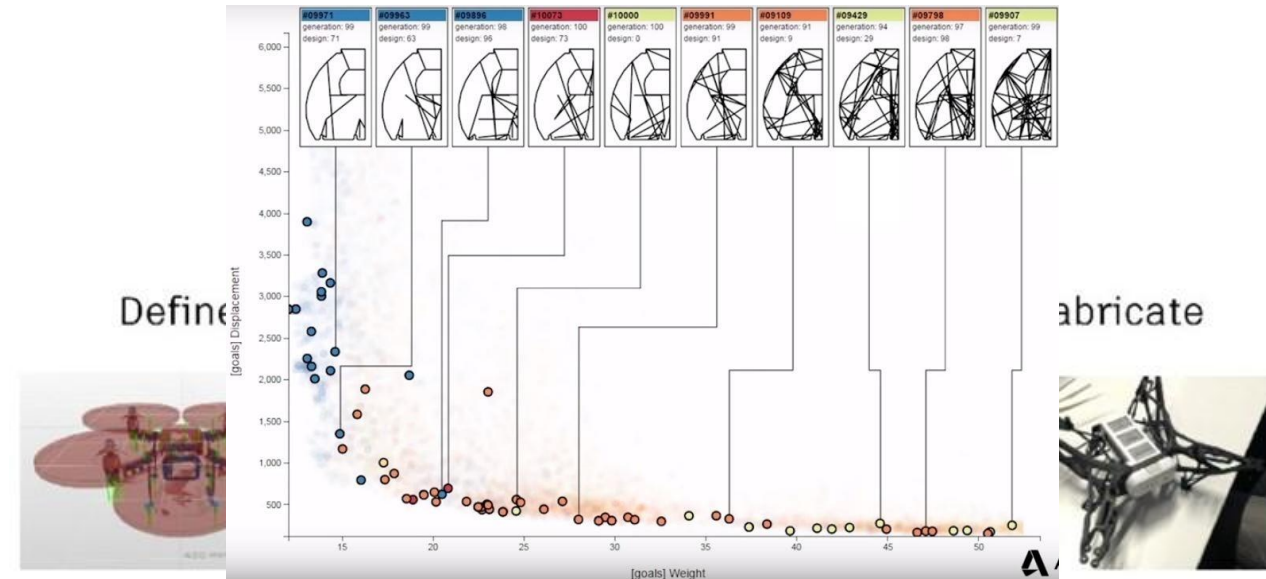 #09971
generation: 99
design: 71
#09963
generation: 99
design: 63
#09896
generation: 98
design: 96
#10073
generation: 100
design: 73
#10000
generation: 100
design: 0
#09991
generation: 99
design: 91
#09109
generation: 91
design: 9
#09429
generation: 94
design: 29
#09798
generation: 97
design: 98
#09907
generation: 99
design: 7
6,000
5,500
5,000
4,500
4,000
3,500
3,000
2,500
2,000
1,500
1,000
500
[goals] Displacement
15 20 25 30 35 40 45 50
[goals] Weight
Define
abricate